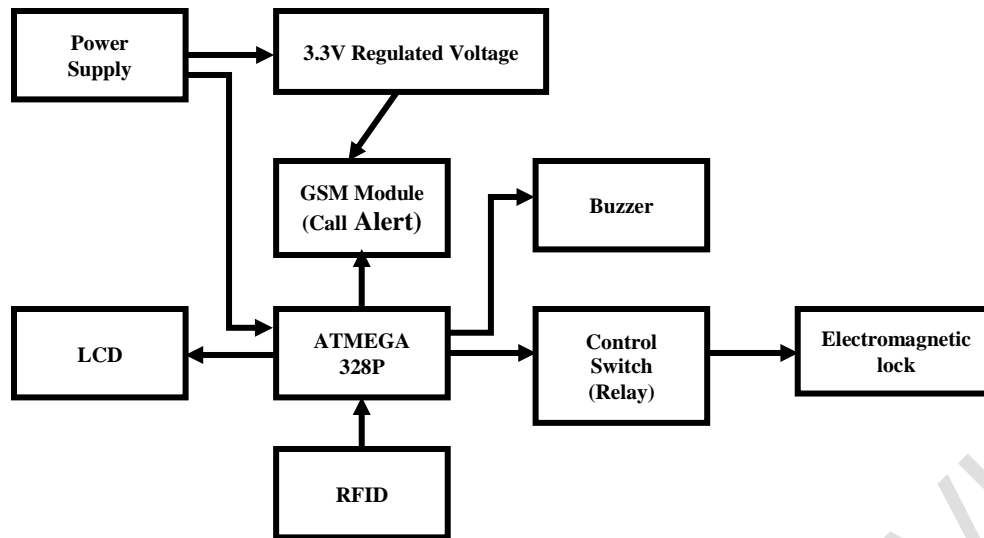 Power
Supply
3.3V Regulated Voltage
GSM Module
(Call Alert)
Buzzer
LCD
ATMEGA
328P
Control
Switch
(Relay)
Electromagnetic
lock
RFID